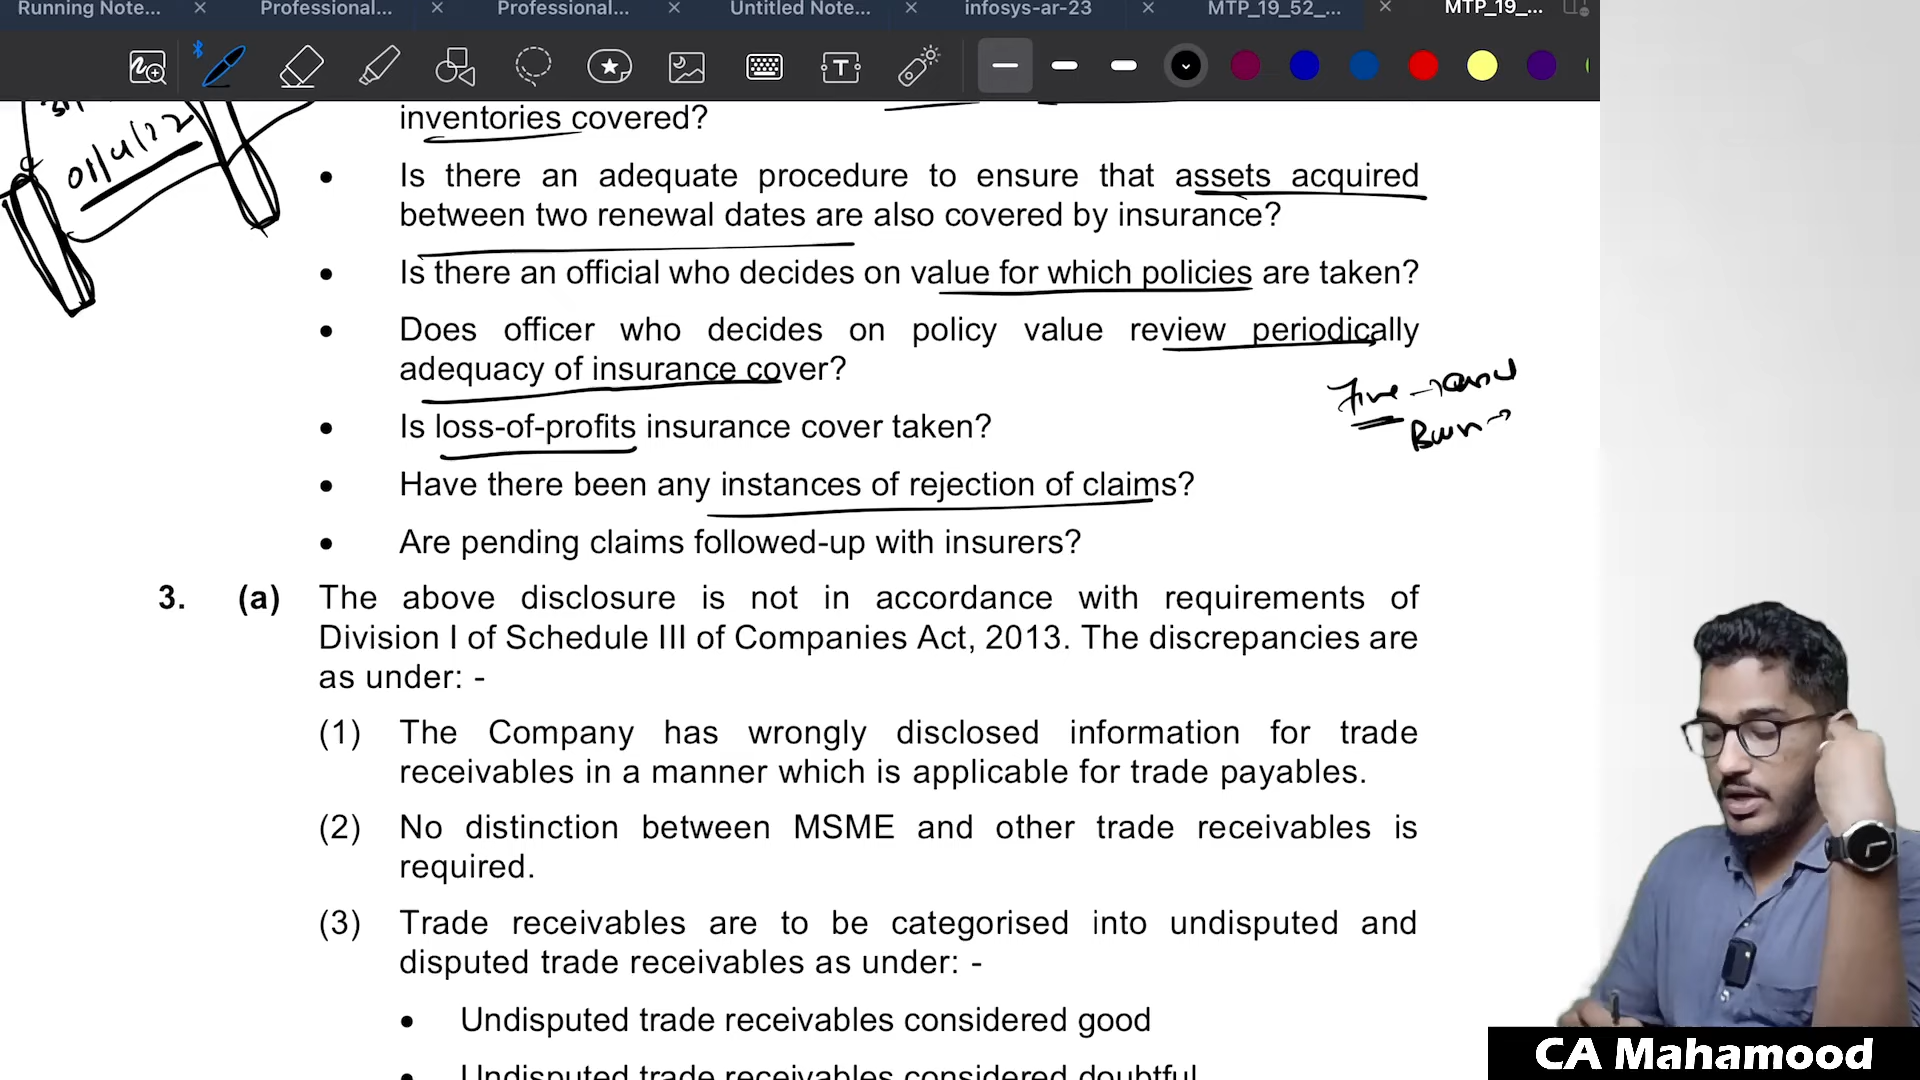 Running Note...
Professional...
Professional...
Untitled Note...
infosys-ar-23
MTP_19_52_...
MTP_19_...
01/4/22
inventories covered?
• Is there an adequate procedure to ensure that assets acquired
between two renewal dates are also covered by insurance?
• Is there an official who decides on value for which policies are taken?
• Does officer who decides on policy value review periodically
adequacy of insurance cover?
Fire
• Is loss-of-profits insurance cover taken?
• Have there been any instances of rejection of claims?
• Are pending claims followed-up with insurers?
3. (a) The above disclosure is not in accordance with requirements of
Division I of Schedule III of Companies Act, 2013. The discrepancies are
as under: -
(1) The Company has wrongly disclosed information for trade
receivables in a manner which is applicable for trade payables.
(2) No distinction between MSME and other trade receivables is
required.
(3) Trade receivables are to be categorised into undisputed and
disputed trade receivables as under: -
• Undisputed trade receivables considered good
• Undisputed trade receivables considered doubtful
CA Mahamood